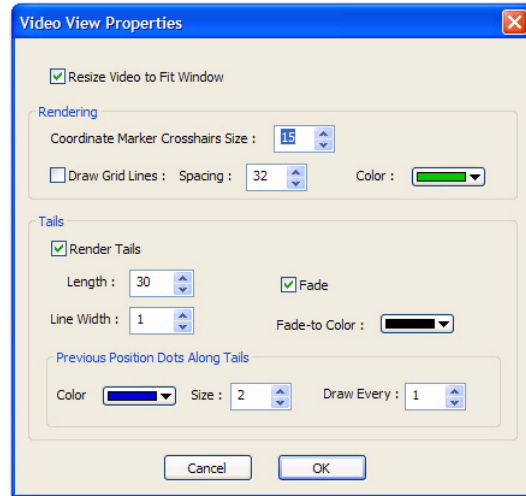 Video View Properties
Resize Video to Fit Window
Rendering
Coordinate Marker Crosshairs Size : 15
Draw Grid Lines : Spacing : 32 Color :
Tails
Render Tails
Length : 30 Fade
Line Width : 1 Fade-to Color :
Previous Position Dots Along Tails
Color Size : 2 Draw Every : 1
Cancel OK